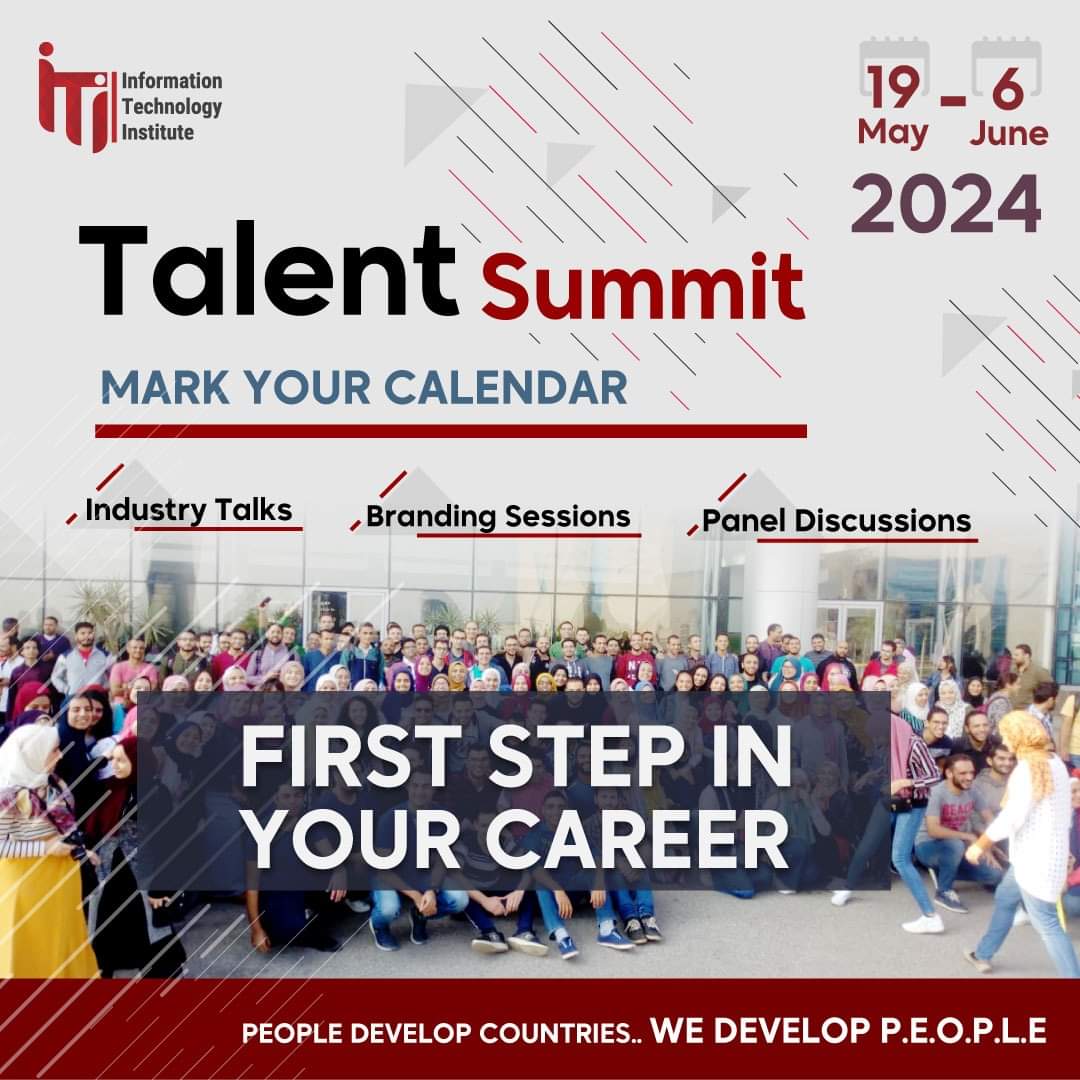 iTi
Information
Technology
Institute
19 - 6
May June
2024
Talent Summit
MARK YOUR CALENDAR
Industry Talks
Branding Sessions
Panel Discussions
FIRST STEP IN
YOUR CAREER
PEOPLE DEVELOP COUNTRIES.. WE DEVELOP P.E.O.P.L.E